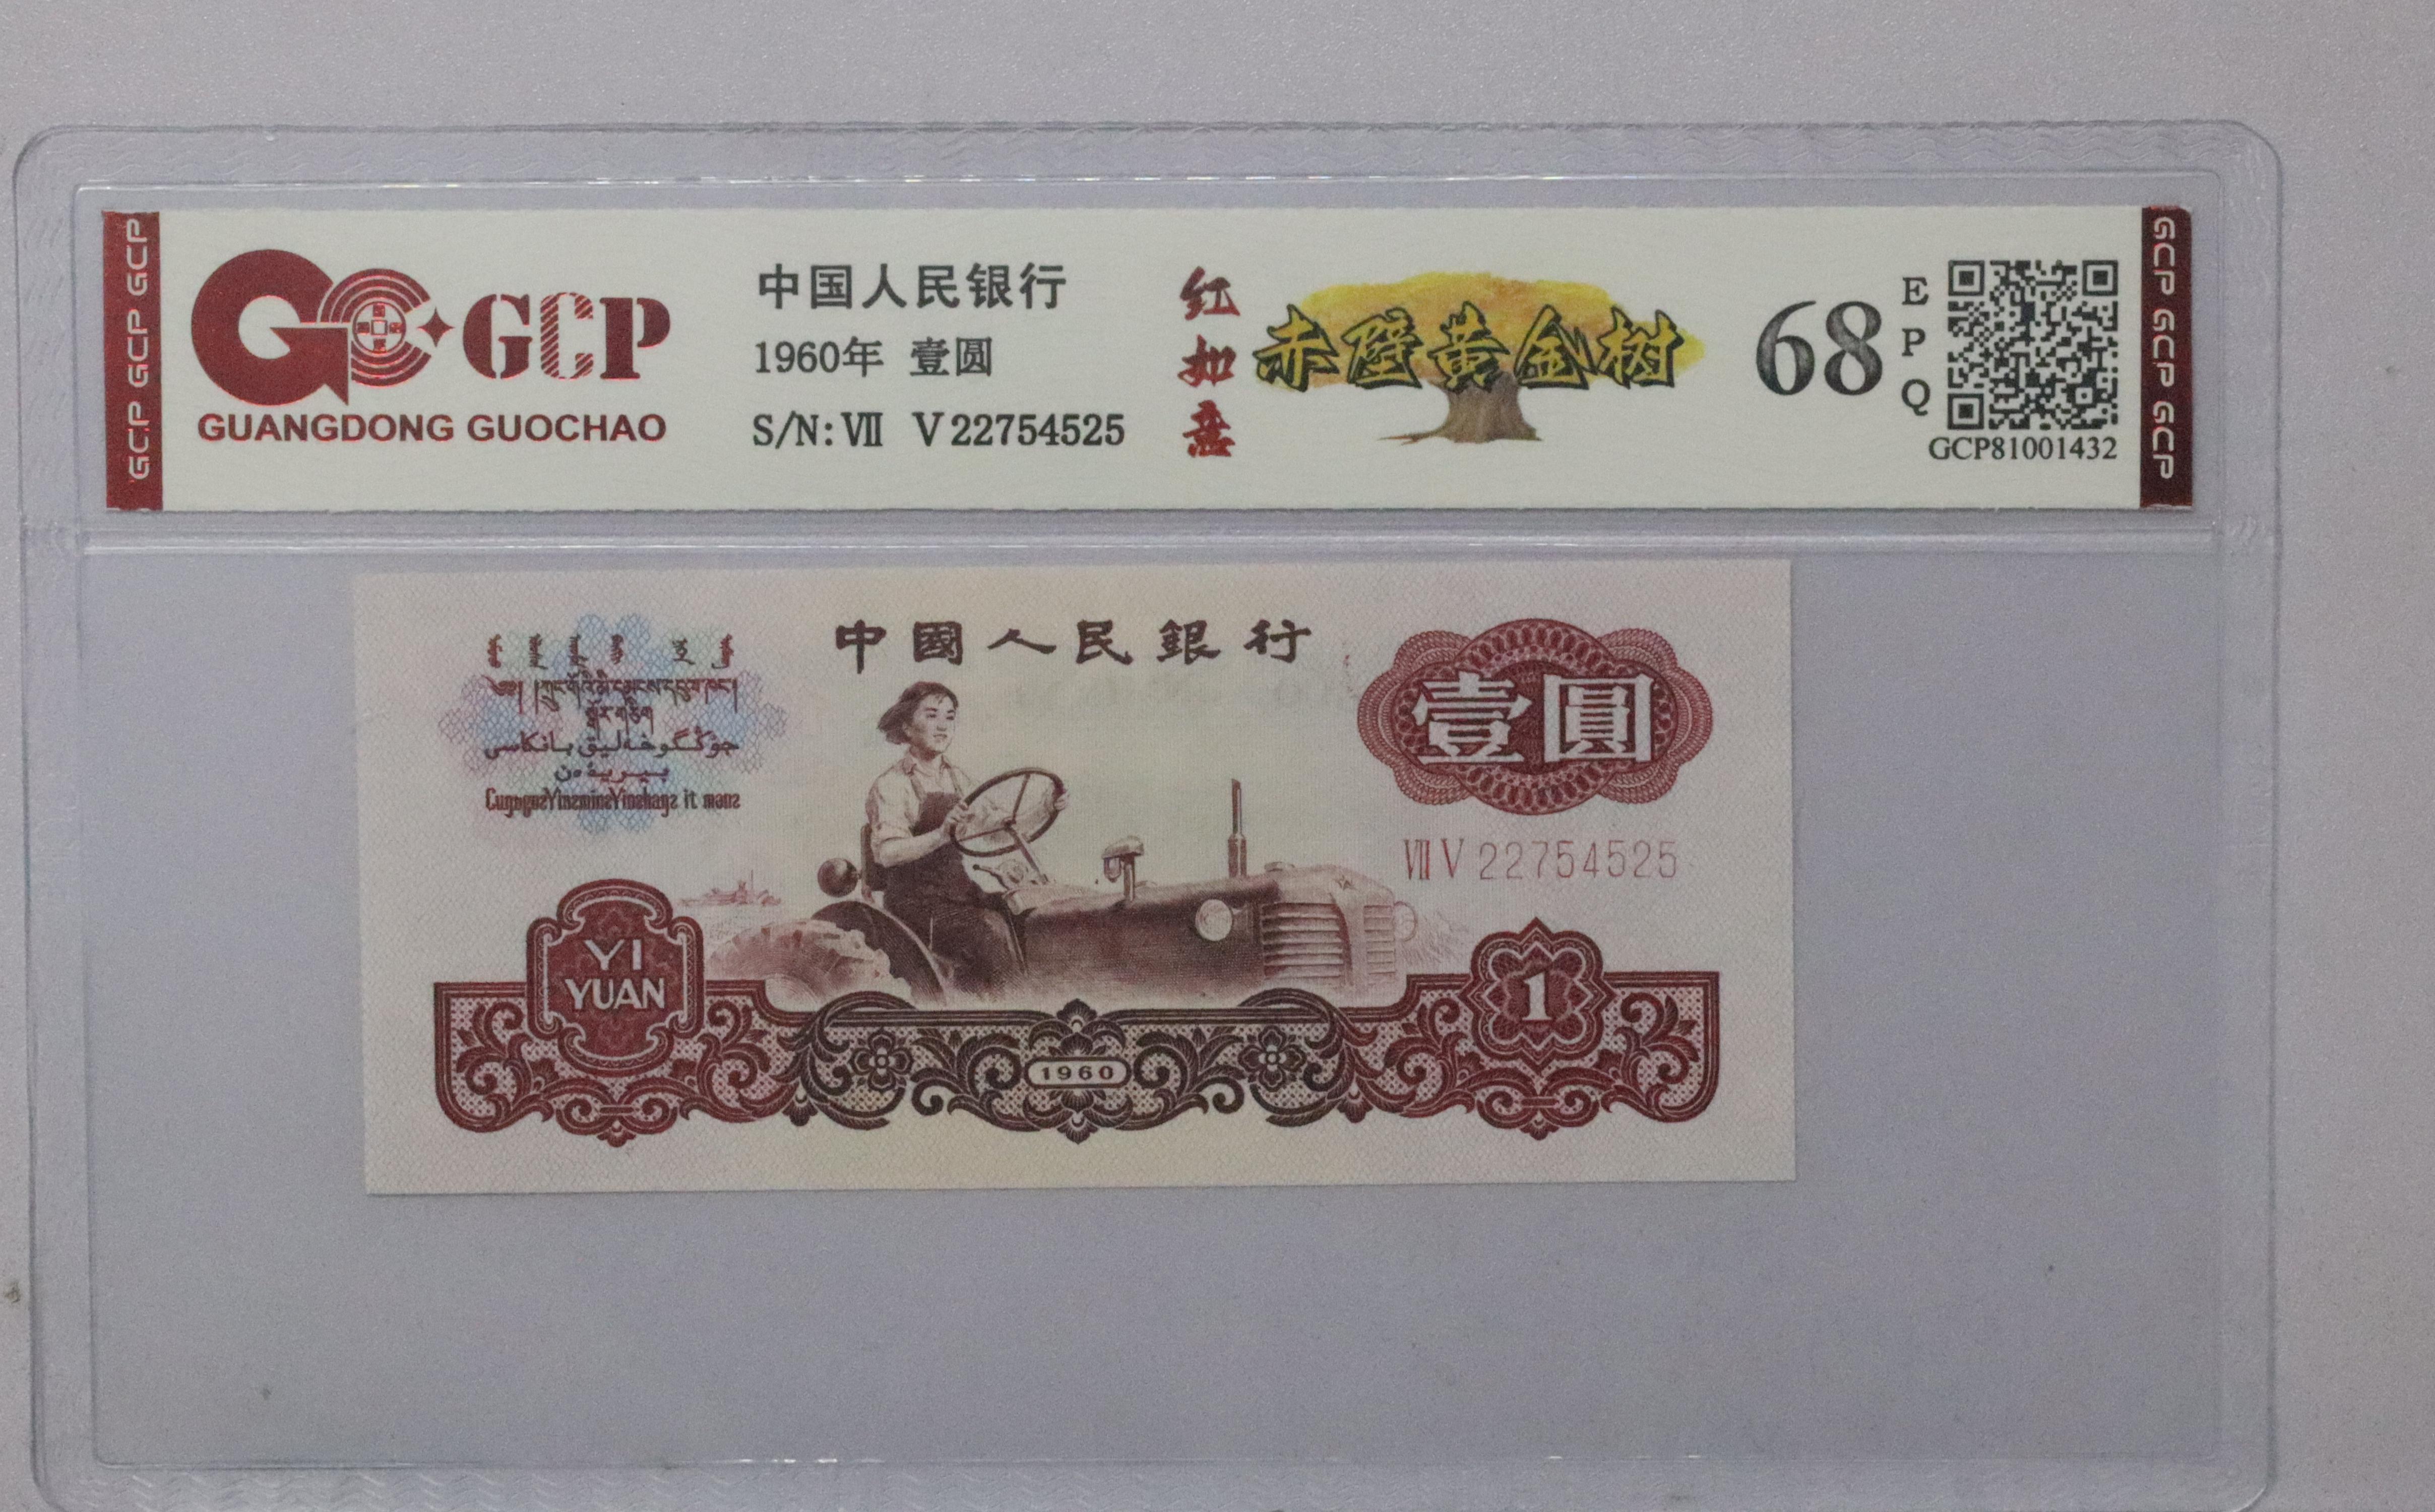 GCP GCP GCP
GCP
GUANGDONG GUOCHAO
中国人民银行
1960年 壹圆
S/N: Ⅶ V 22754525
红如意
赤壁黄金树
68
EPQ
GCP81001432
GCP GCP GCP
中國人民銀行
壹圓
Ⅶ V 22754525
YI
YUAN
1
1960